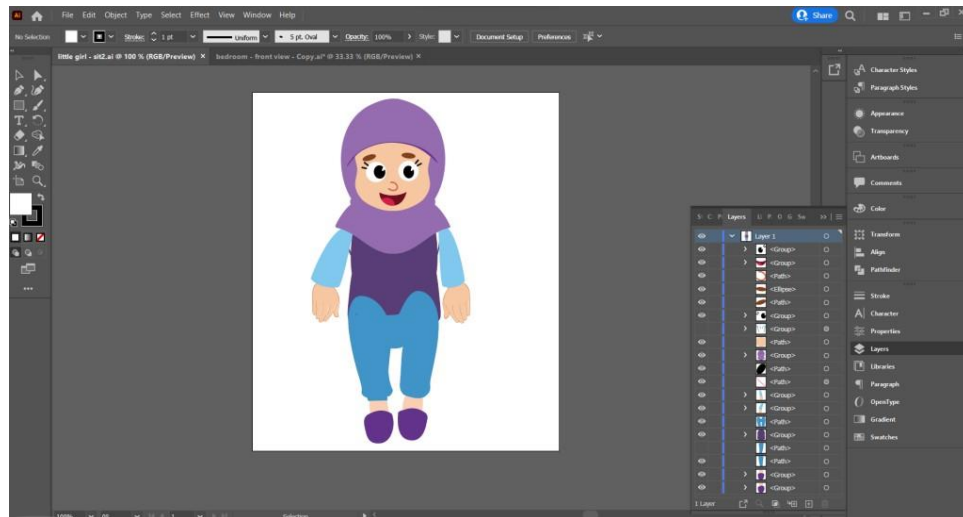 Ai File Edit Object Type Select Effect View Window Help Share
No Selection Stroke: 1 pt Uniform 5 pt. Oval Opacity: 100% Style: Document Setup Preferences
little girl - sit2.ai @ 100 % (RGB/Preview) × bedroom - front view - Copy.ai* @ 33.33 % (RGB/Preview) ×
Character Styles
Paragraph Styles
Appearance
Transparency
Artboards
Comments
Color
Transform
Align
Pathfinder
Stroke
Character
Properties
Layers
Libraries
Paragraph
OpenType
Gradient
Swatches
Layers
Layer 1
<Group>
<Group>
<Path>
<Ellipse>
<Path>
<Group>
<Group>
<Path>
<Group>
<Path>
<Path>
<Group>
<Group>
<Path>
<Group>
<Path>
<Path>
<Group>
<Group>
1 Layer
100% Selection